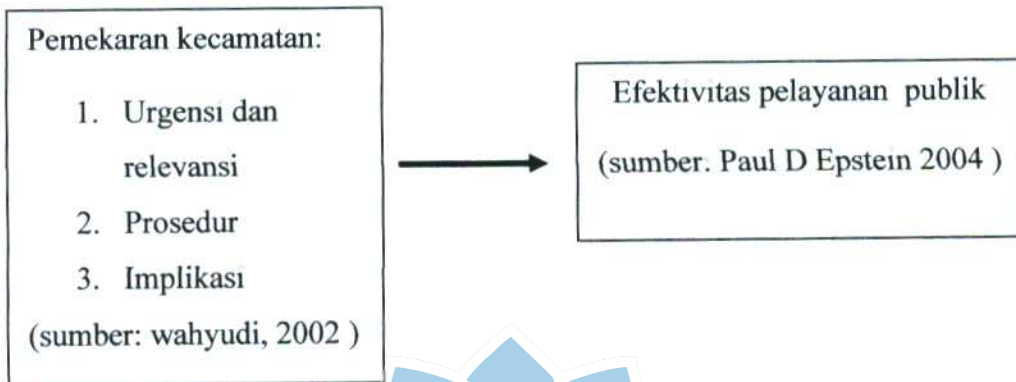 Pemekaran kecamatan:
1. Urgensi dan
relevansi
2. Prosedur
3. Implikasi
(sumber: wahyudi, 2002 )
Efektivitas pelayanan publik
(sumber. Paul D Epstein 2004 )